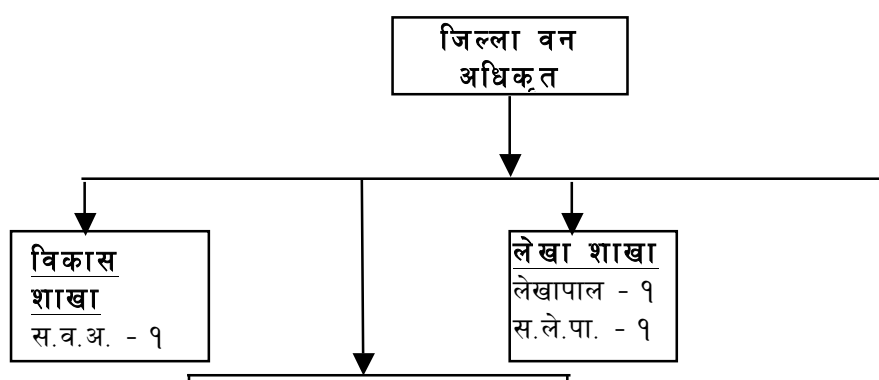 जिल्ला वन
अधिकृत
विकास
शाखा
स.व.अ. - १
लेखा शाखा
लेखापाल - १
स.ले.पा. - १